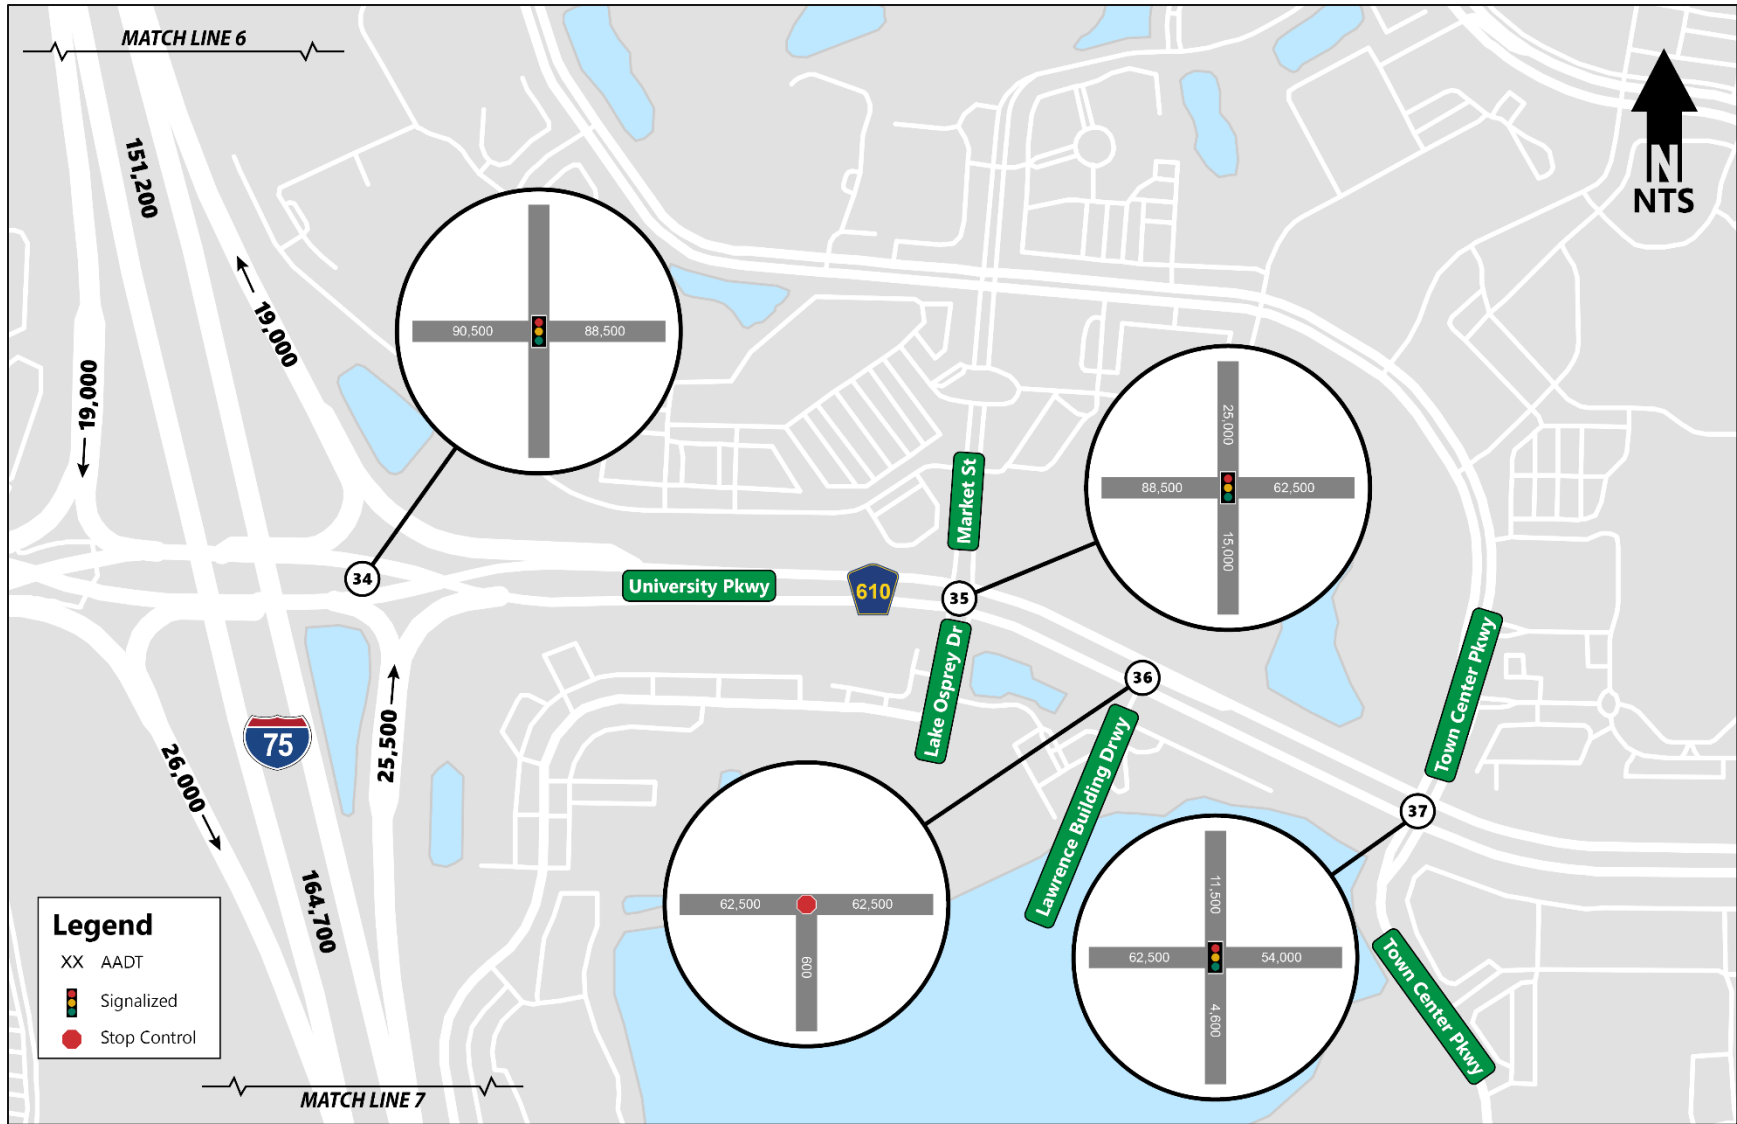 MATCH LINE 6
N
NTS
151,200
19,000
19,000
90,500
88,500
34
25,000
88,500
62,500
15,000
Market St
University Pkwy
610
35
Lake Osprey Dr
36
Lawrence Building Drwy
Town Center Pkwy
37
75
26,000
25,500
164,700
62,500
62,500
600
11,500
62,500
54,000
4,600
Town Center Pkwy
Legend
XX AADT
Signalized
Stop Control
MATCH LINE 7